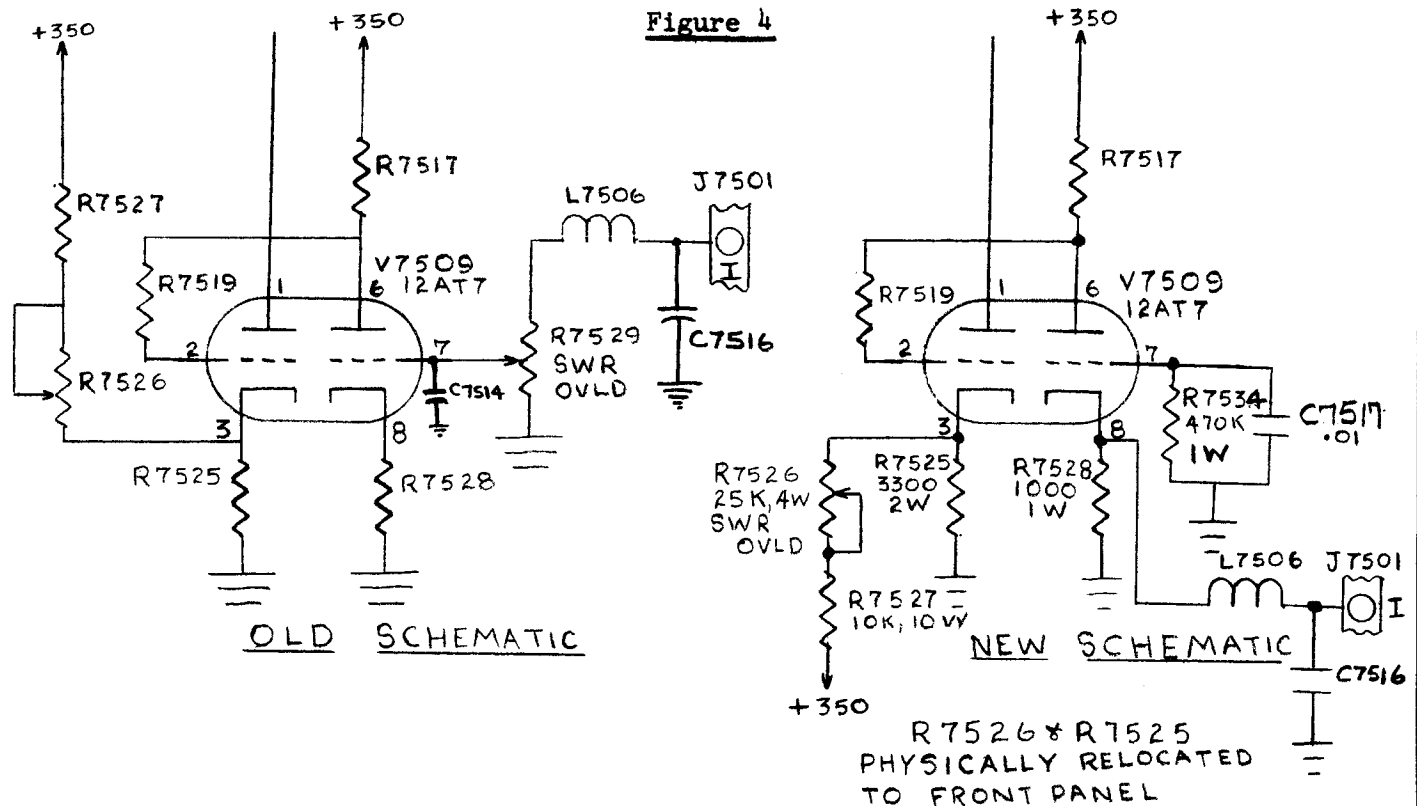 Figure 4
+350
+350
R7517
R7527
L7506
J7501
I
R7519
V7509
12AT7
1
6
2
7
C7514
R7529
SWR
OVLD
C7516
R7526
3
8
R7525
R7528
OLD SCHEMATIC
+350
R7517
R7519
V7509
12AT7
1
6
2
7
R7534
470K
1W
C7517
.01
3
8
R7526
25K, 4W
SWR
OVLD
R7525
3300
2W
R7528
1000
1W
R7527
10K, 10W
+350
L7506
J7501
I
C7516
NEW SCHEMATIC
R7526 & R7525
PHYSICALLY RELOCATED
TO FRONT PANEL